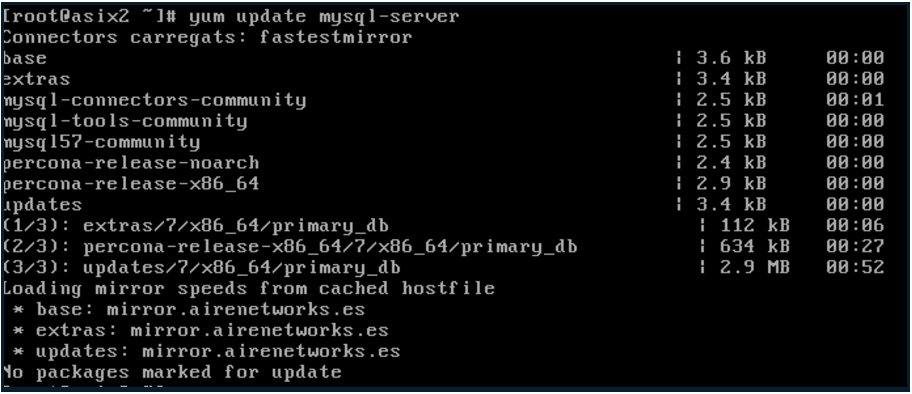 [root@asix2 ~]# yum update mysql-server
Connectors carregats: fastestmirror
base | 3.6 kB 00:00
extras | 3.4 kB 00:00
mysql-connectors-community | 2.5 kB 00:01
mysql-tools-community | 2.5 kB 00:00
mysql57-community | 2.5 kB 00:00
percona-release-noarch | 2.4 kB 00:00
percona-release-x86_64 | 2.9 kB 00:00
updates | 3.4 kB 00:00
(1/3): extras/7/x86_64/primary_db | 112 kB 00:06
(2/3): percona-release-x86_64/7/x86_64/primary_db | 634 kB 00:27
(3/3): updates/7/x86_64/primary_db | 2.9 MB 00:52
Loading mirror speeds from cached hostfile
* base: mirror.airenetworks.es
* extras: mirror.airenetworks.es
* updates: mirror.airenetworks.es
No packages marked for update